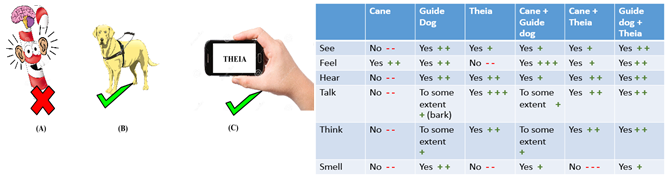 THEIA
(A)
(B)
(C)
Cane Guide Dog Theia Cane + Guide dog Cane + Theia Guide dog + Theia
See No -- Yes ++ Yes + Yes + Yes + Yes ++
Feel Yes ++ Yes ++ No -- Yes +++ Yes + Yes ++
Hear No -- Yes ++ Yes ++ Yes + Yes ++ Yes ++
Talk No -- To some extent + (bark) Yes +++ To some extent + Yes ++ Yes ++
Think No -- To some extent + Yes ++ To some extent + Yes ++ Yes ++
Smell No -- Yes ++ No -- Yes + No --- Yes +